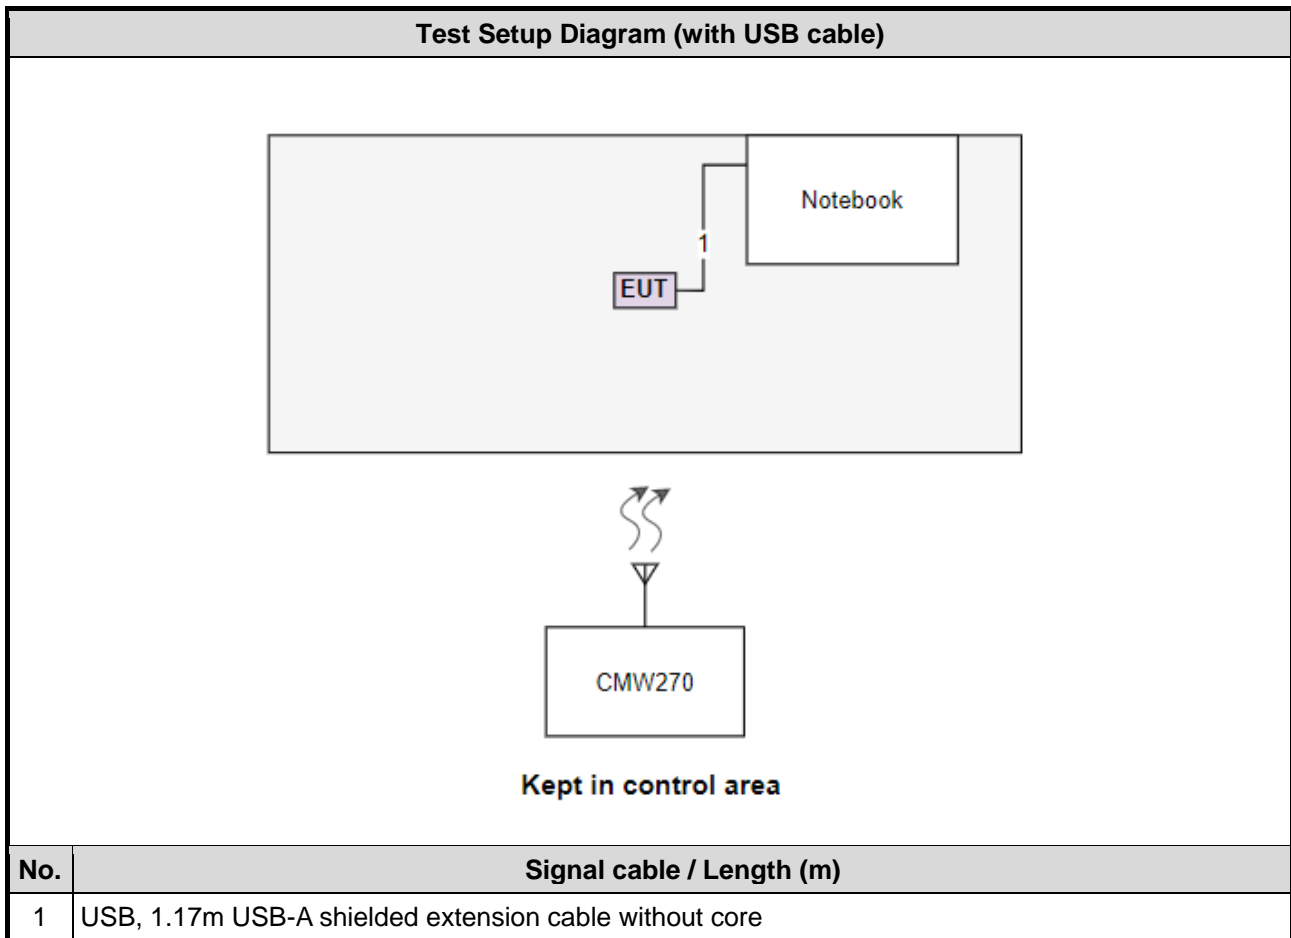 Test Setup Diagram (with USB cable)
Notebook
1
EUT
CMW270
Kept in control area
No. Signal cable / Length (m)
1 USB, 1.17m USB-A shielded extension cable without core